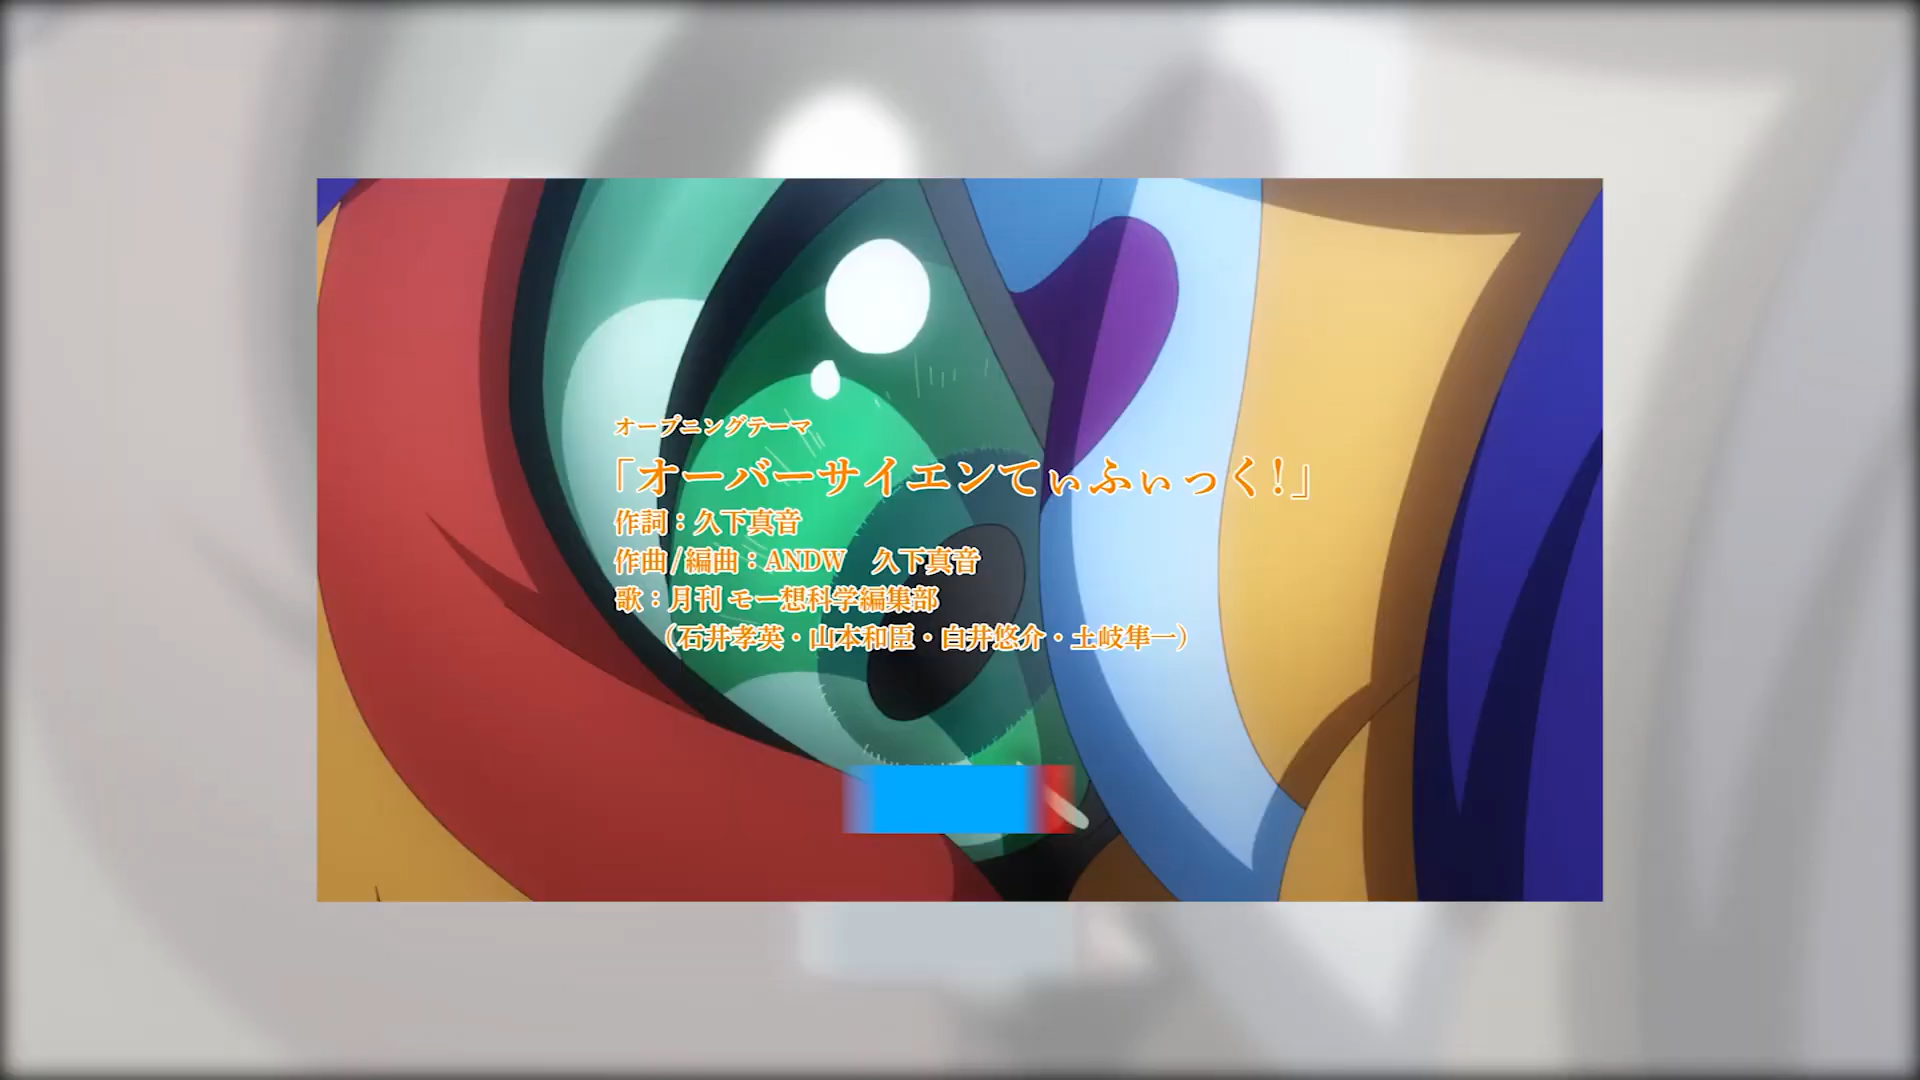 オープニングテーマ
「オーバーサイエンてぃふぃっく!」
作詞：久下真音
作曲/編曲：ANDW　久下真音
歌：月刊 モー想科学編集部
（石井孝英・山本和臣・白井悠介・土岐隼一）